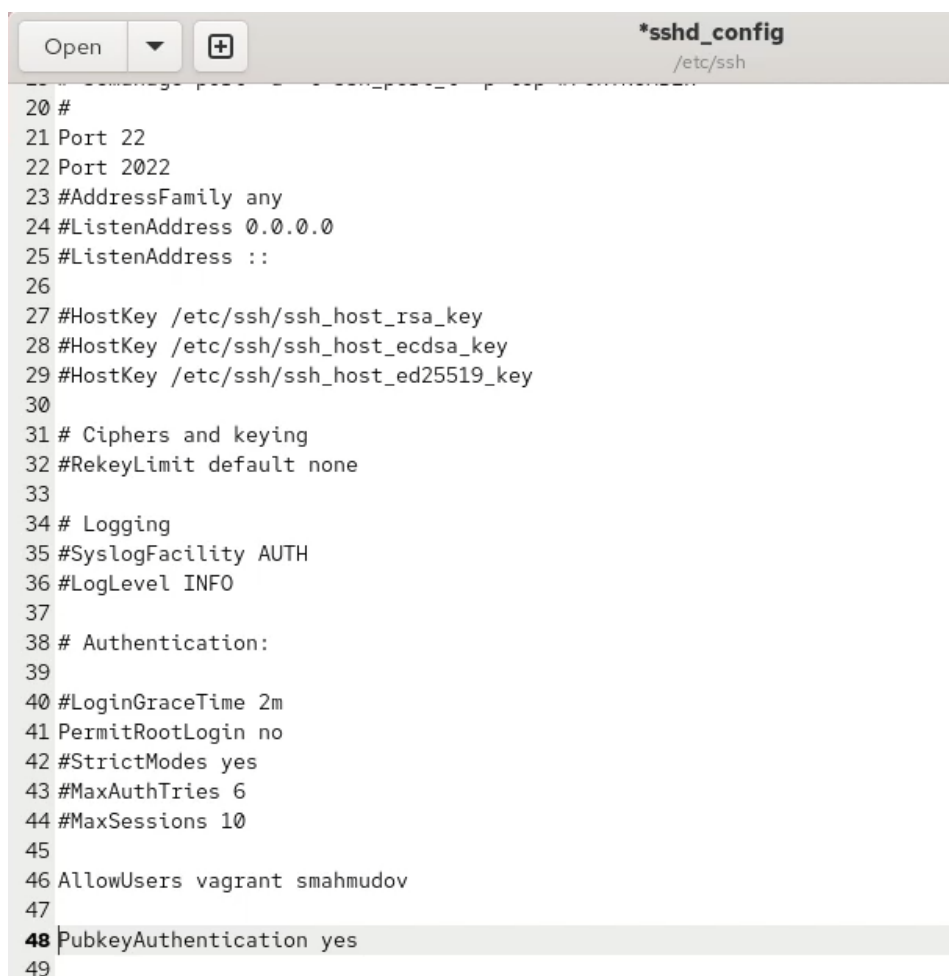 Open
*sshd_config
/etc/ssh
20 #
21 Port 22
22 Port 2022
23 #AddressFamily any
24 #ListenAddress 0.0.0.0
25 #ListenAddress ::
26
27 #HostKey /etc/ssh/ssh_host_rsa_key
28 #HostKey /etc/ssh/ssh_host_ecdsa_key
29 #HostKey /etc/ssh/ssh_host_ed25519_key
30
31 # Ciphers and keying
32 #RekeyLimit default none
33
34 # Logging
35 #SyslogFacility AUTH
36 #LogLevel INFO
37
38 # Authentication:
39
40 #LoginGraceTime 2m
41 PermitRootLogin no
42 #StrictModes yes
43 #MaxAuthTries 6
44 #MaxSessions 10
45
46 AllowUsers vagrant smahmudov
47
48 PubkeyAuthentication yes
49